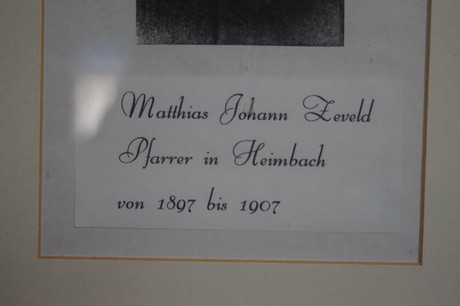 Matthias Johann Zeveld
Pfarrer in Heimbach
von 1897 bis 1907